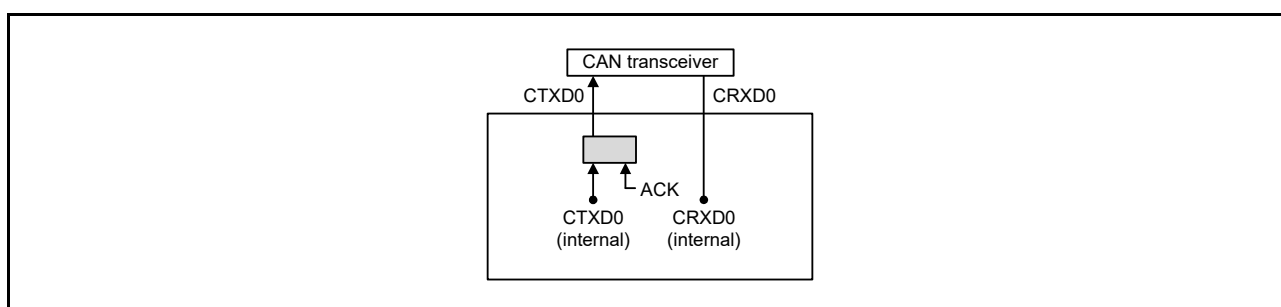 CAN transceiver
CTXD0
CRXD0
ACK
CTXD0
(internal)
CRXD0
(internal)